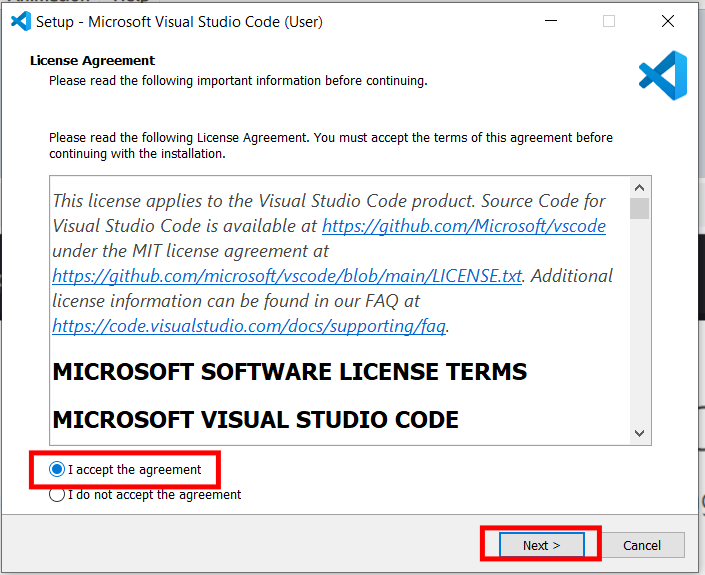 Setup - Microsoft Visual Studio Code (User)
License Agreement
Please read the following important information before continuing.
Please read the following License Agreement. You must accept the terms of this agreement before
continuing with the installation.
This license applies to the Visual Studio Code product. Source Code for
Visual Studio Code is available at https://github.com/Microsoft/vscode
under the MIT license agreement at
https://github.com/microsoft/vscode/blob/main/LICENSE.txt. Additional
license information can be found in our FAQ at
https://code.visualstudio.com/docs/supporting/faq.
MICROSOFT SOFTWARE LICENSE TERMS
MICROSOFT VISUAL STUDIO CODE
I accept the agreement
I do not accept the agreement
Next >
Cancel